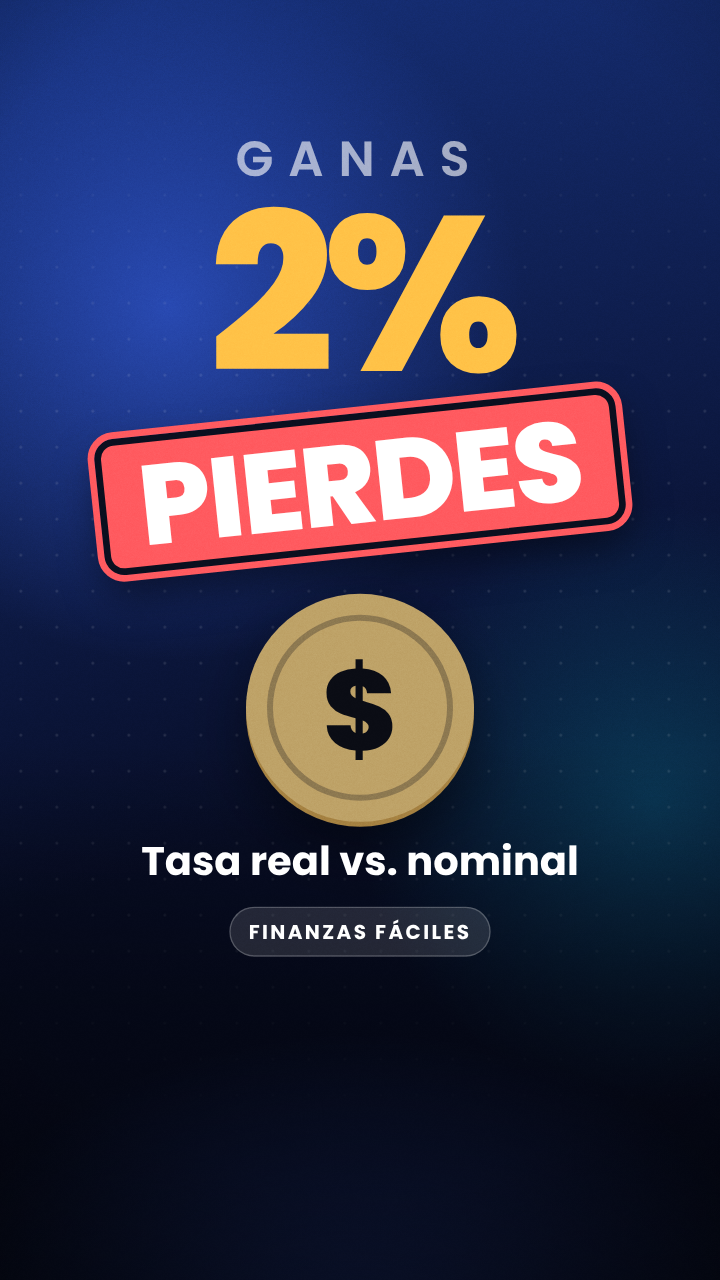 GANAS
2%
PIERDES
$
Tasa real vs. nominal
FINANZAS FÁCILES